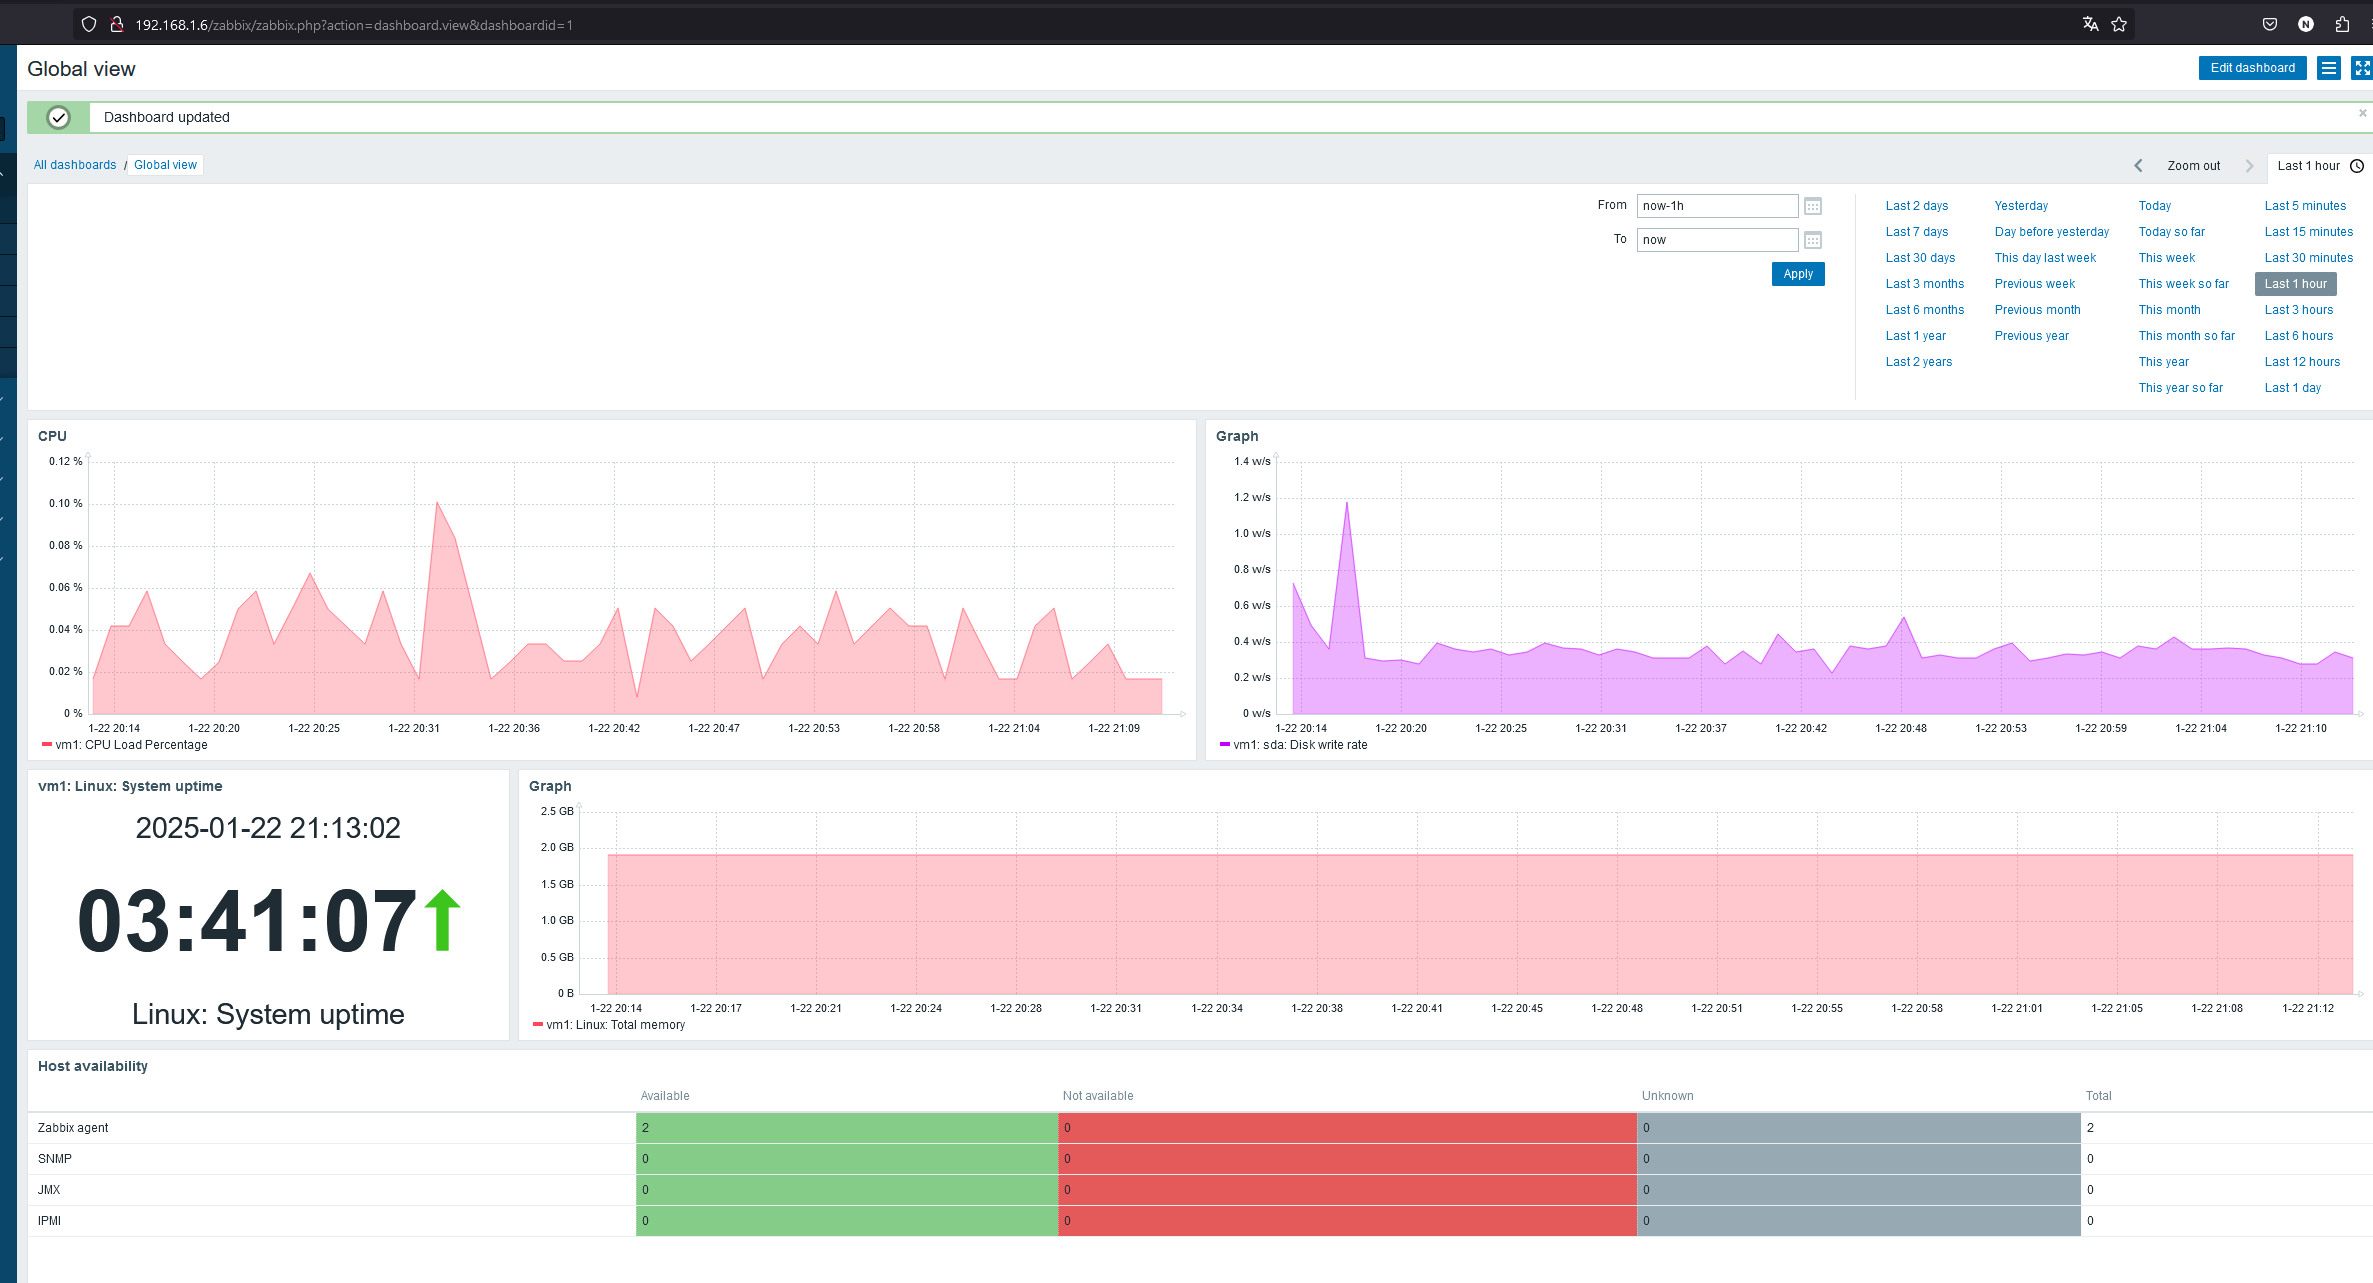 192.168.1.6/zabbix/zabbix.php?action=dashboard.view&dashboardid=1
N
Global view
Edit dashboard
Dashboard updated
All dashboards / Global view
Zoom out
Last 1 hour
From now-1h
To now
Apply
Last 2 days Yesterday Today Last 5 minutes
Last 7 days Day before yesterday Today so far Last 15 minutes
Last 30 days This day last week This week Last 30 minutes
Last 3 months Previous week This week so far Last 1 hour
Last 6 months Previous month This month Last 3 hours
Last 1 year Previous year This month so far Last 6 hours
Last 2 years This year Last 12 hours
This year so far Last 1 day
CPU
0.12 %
0.10 %
0.08 %
0.06 %
0.04 %
0.02 %
0 %
1-22 20:14 1-22 20:20 1-22 20:25 1-22 20:31 1-22 20:36 1-22 20:42 1-22 20:47 1-22 20:53 1-22 20:58 1-22 21:04 1-22 21:09
vm1: CPU Load Percentage
Graph
1.4 w/s
1.2 w/s
1.0 w/s
0.8 w/s
0.6 w/s
0.4 w/s
0.2 w/s
0 w/s
1-22 20:14 1-22 20:20 1-22 20:25 1-22 20:31 1-22 20:37 1-22 20:42 1-22 20:48 1-22 20:53 1-22 20:59 1-22 21:04 1-22 21:10
vm1: sda: Disk write rate
vm1: Linux: System uptime
2025-01-22 21:13:02
03:41:07
Linux: System uptime
Graph
2.5 GB
2.0 GB
1.5 GB
1.0 GB
0.5 GB
0 B
1-22 20:14 1-22 20:17 1-22 20:21 1-22 20:24 1-22 20:28 1-22 20:31 1-22 20:34 1-22 20:38 1-22 20:41 1-22 20:45 1-22 20:48 1-22 20:51 1-22 20:55 1-22 20:58 1-22 21:01 1-22 21:05 1-22 21:08 1-22 21:12
vm1: Linux: Total memory
Host availability
Available Not available Unknown Total
Zabbix agent 2 0 0 2
SNMP 0 0 0 0
JMX 0 0 0 0
IPMI 0 0 0 0